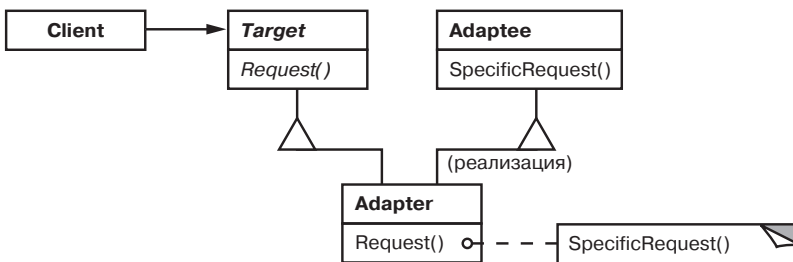 Client
Target
Adaptee
Request()
SpecificRequest()
(реализация)
Adapter
Request()
SpecificRequest()